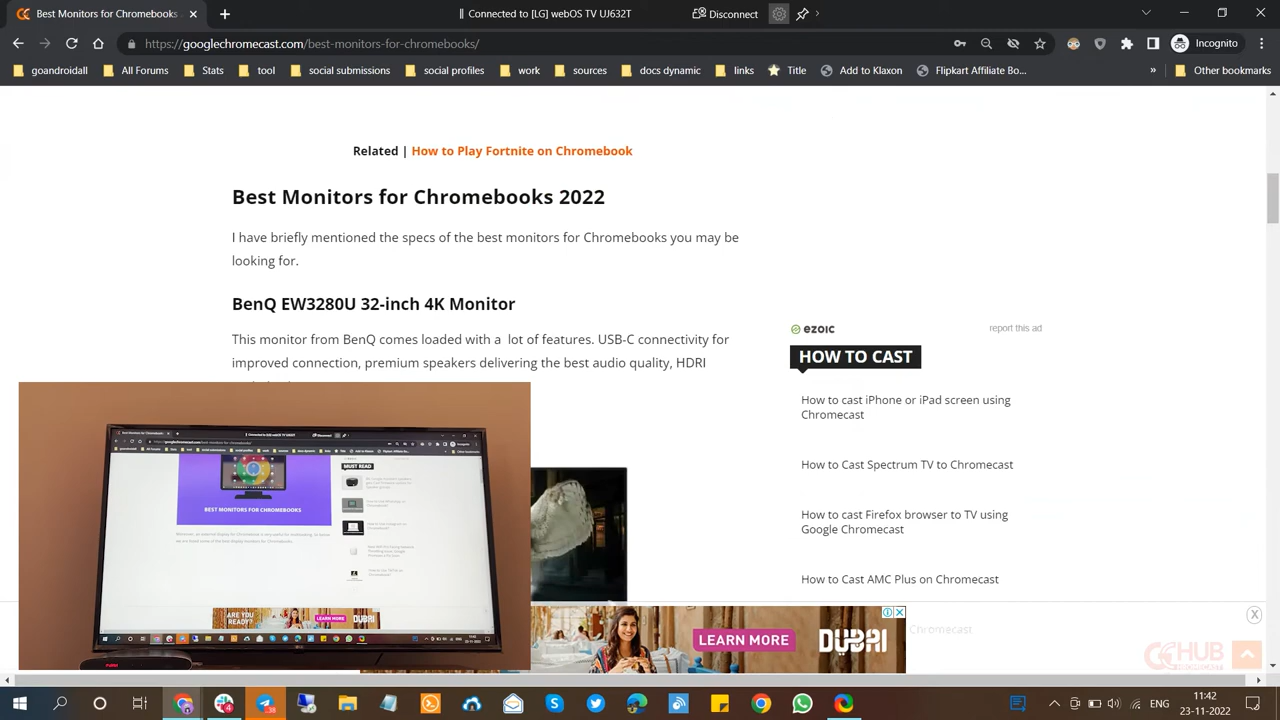 Best Monitors for Chromebooks
Connected to [LG] webOS TV UJ632T
Disconnect
https://googlechromecast.com/best-monitors-for-chromebooks/
Incognito
goandroidall
All Forums
Stats
tool
social submissions
social profiles
work
sources
docs dynamic
links
Title
Add to Klaxon
Flipkart Affiliate Bo...
»
Other bookmarks
Related | How to Play Fortnite on Chromebook
Best Monitors for Chromebooks 2022
I have briefly mentioned the specs of the best monitors for Chromebooks you may be
looking for.
BenQ EW3280U 32-inch 4K Monitor
This monitor from BenQ comes loaded with a lot of features. USB-C connectivity for
improved connection, premium speakers delivering the best audio quality, HDRI
ezoic
report this ad
HOW TO CAST
How to cast iPhone or iPad screen using
Chromecast
How to Cast Spectrum TV to Chromecast
How to cast Firefox browser to TV using
Google Chromecast
How to Cast AMC Plus on Chromecast
Chromecast
MUST READ
BEST MONITORS FOR CHROMEBOOKS
ARE YOU
READY?
LEARN MORE
LEARN MORE
DUBAI
X
HUB
ENG
11:42
23-11-2022